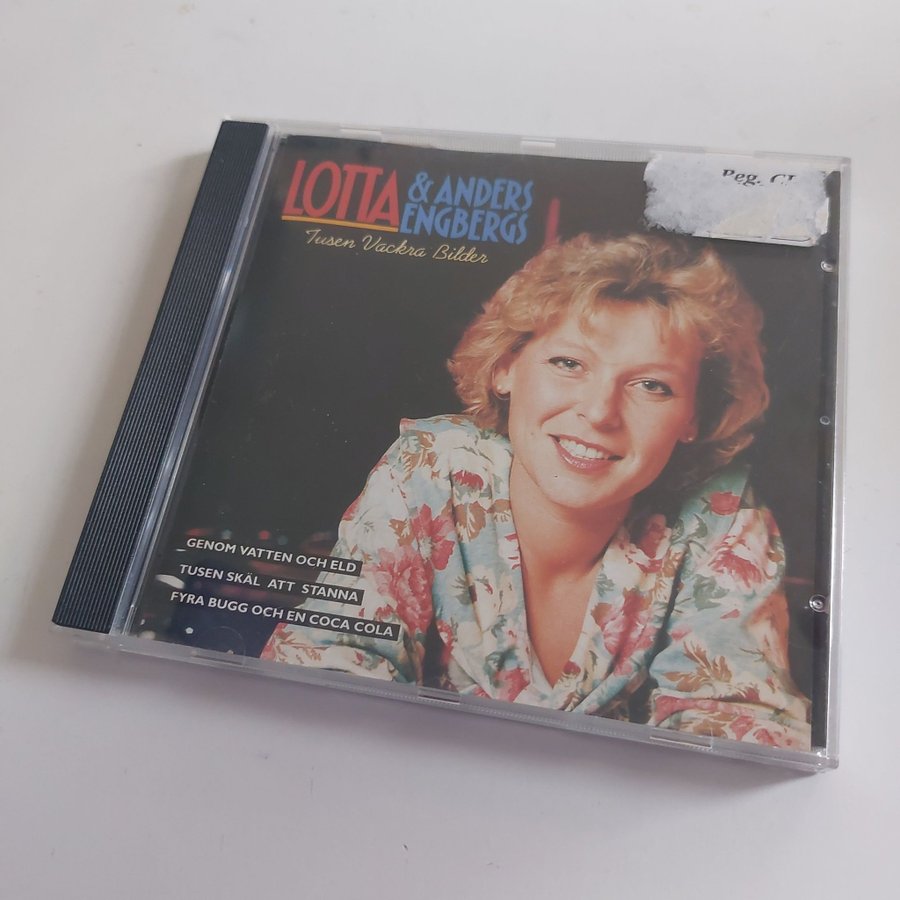 LOTTA & ANDERS ENGBERGS
Tusen Vackra Bilder
Peg.
GENOM VATTEN OCH ELD
TUSEN SKÄL ATT STANNA
FYRA BUGG OCH EN COCA COLA